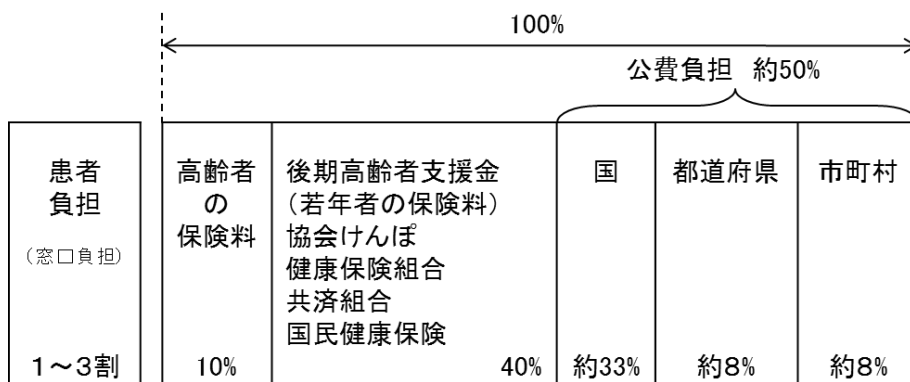 100%
公費負担 約50%
患者
負担
（窓口負担）
1～3割
高齢者
の
保険料
10%
後期高齢者支援金
（若年者の保険料）
協会けんぽ
健康保険組合
共済組合
国民健康保険
40%
国
約33%
都道府県
約8%
市町村
約8%